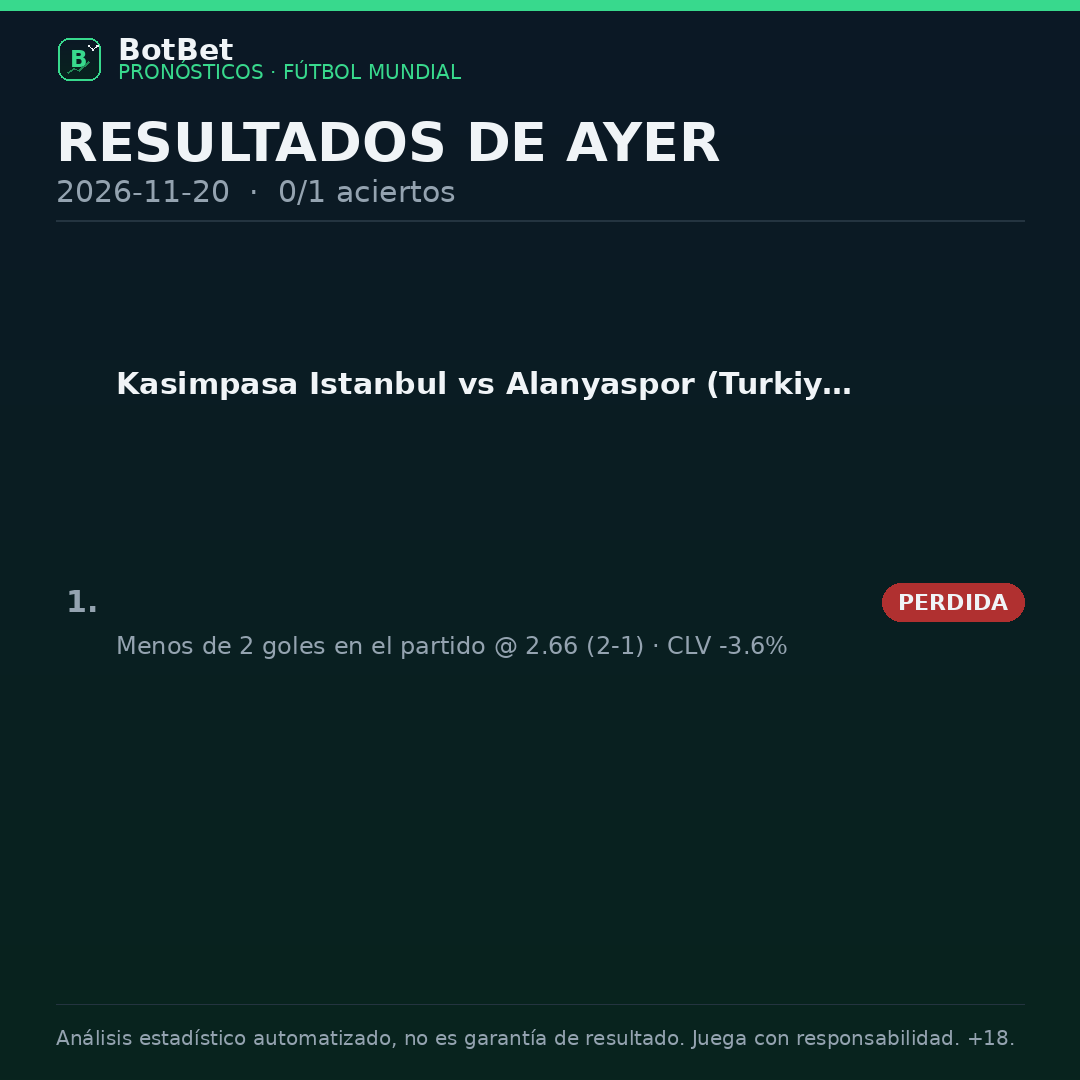 B
BotBet
PRONÓSTICOS · FÚTBOL MUNDIAL
RESULTADOS DE AYER
2026-11-20 · 0/1 aciertos
Kasimpasa Istanbul vs Alanyaspor (Turkiy...
1.
PERDIDA
Menos de 2 goles en el partido @ 2.66 (2-1) · CLV -3.6%
Análisis estadístico automatizado, no es garantía de resultado. Juega con responsabilidad. +18.